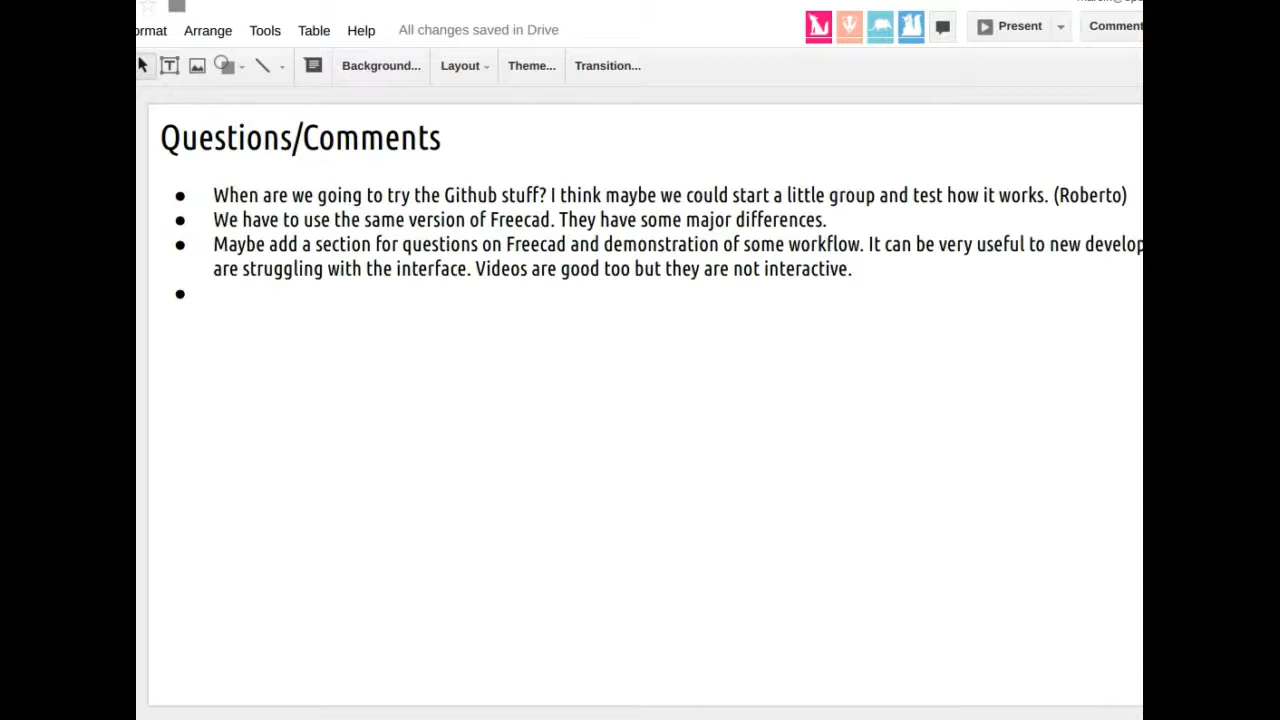 Arrange Tools Table Help All changes saved in Drive Present
Background... Layout Theme... Transition...
Questions/Comments
● When are we going to try the Github stuff? I think maybe we could start a little group and test how it works. (Roberto)
● We have to use the same version of Freecad. They have some major differences.
● Maybe add a section for questions on Freecad and demonstration of some workflow. It can be very useful to new
are struggling with the interface. Videos are good too but they are not interactive.
●